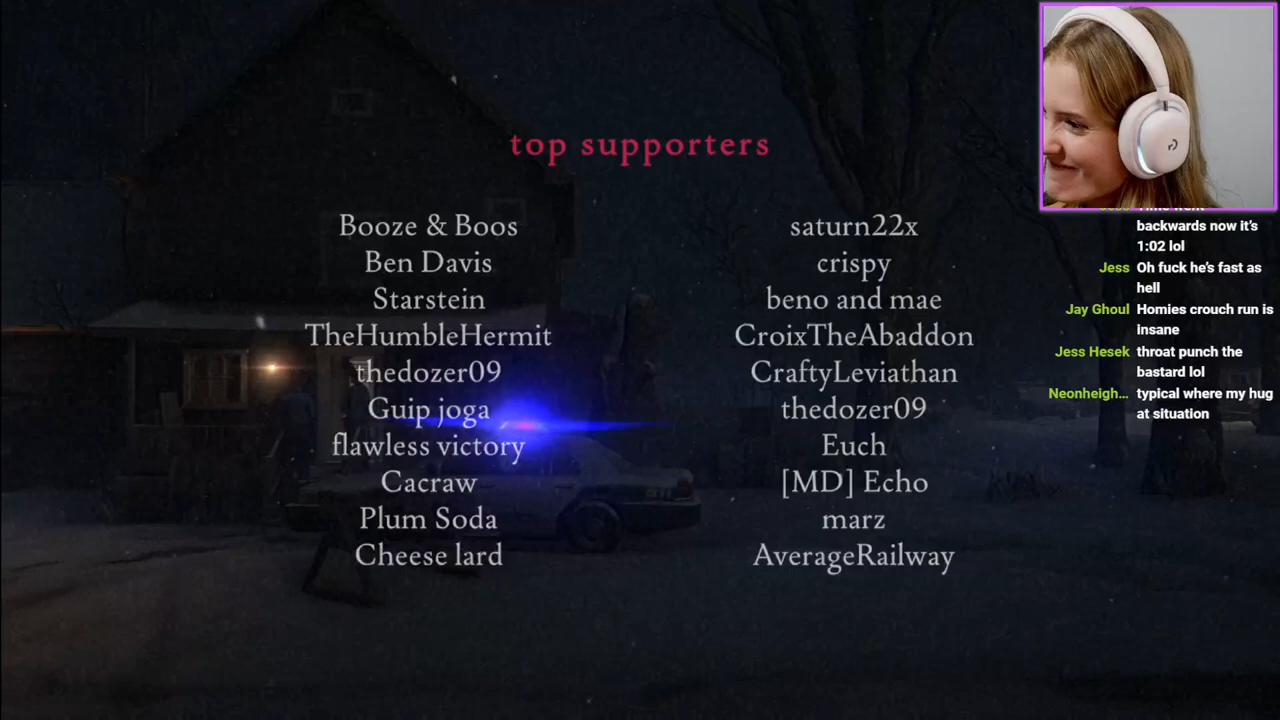 top supporters
Booze & Boos
Ben Davis
Starstein
TheHumbleHermit
thedozer09
Guip joga
flawless victory
Cacraw
Plum Soda
Cheese lard
saturn22x
crispy
beno and mae
CroixTheAbaddon
CraftyLeviathan
thedozer09
Euch
[MD] Echo
marz
AverageRailway
backwards now it's
1:02 lol
Jess Oh fuck he's fast as
hell
Jay Ghoul Homies crouch run is
insane
Jess Hesek throat punch the
bastard lol
Neonheigh... typical where my hug
at situation